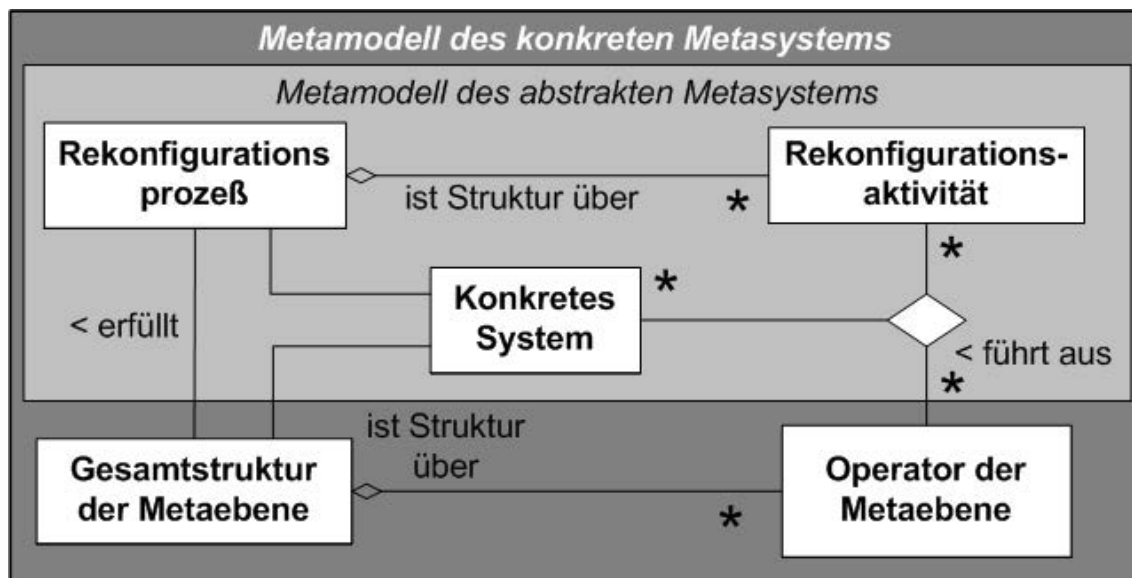 Metamodell des konkreten Metasystems
Metamodell des abstrakten Metasystems
Rekonfigurations
prozeß
ist Struktur über
*
Rekonfigurations-
aktivität
*
Konkretes
System
*
< erfüllt
< führt aus
*
ist Struktur
über
Gesamtstruktur
der Metaebene
*
Operator der
Metaebene